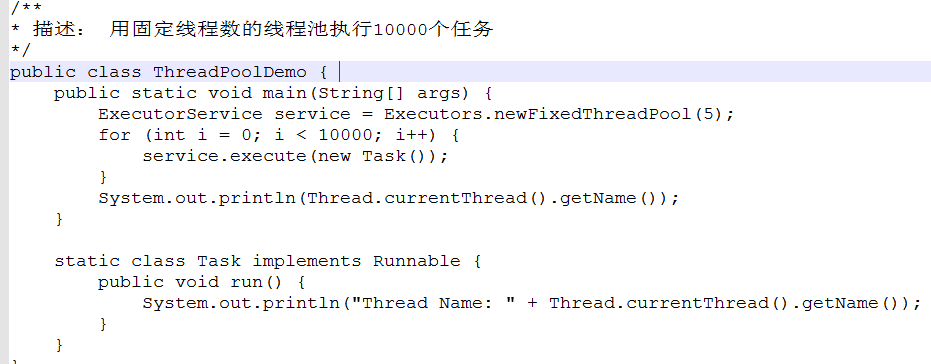 /**
* 描述： 用固定线程数的线程池执行10000个任务
*/
public class ThreadPoolDemo {
    public static void main(String[] args) {
        ExecutorService service = Executors.newFixedThreadPool(5);
        for (int i = 0; i < 10000; i++) {
            service.execute(new Task());
        }
        System.out.println(Thread.currentThread().getName());
    }

    static class Task implements Runnable {
        public void run() {
            System.out.println("Thread Name: " + Thread.currentThread().getName());
        }
    }